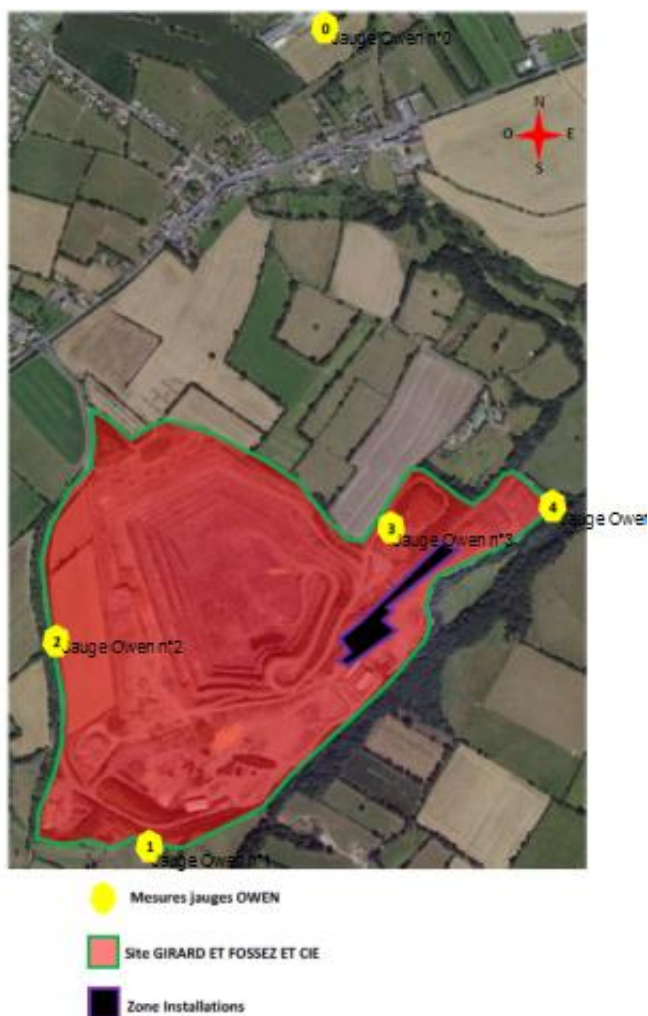 0
Jauge Owen n°0
N
O E
S
4
Jauge Owen
3
Jauge Owen n°3
2
Jauge Owen n°2
1
Jauge Owen n°1
Mesures jauges OWEN
Site GIRARD ET FOSSEZ ET CIE
Zone Installations